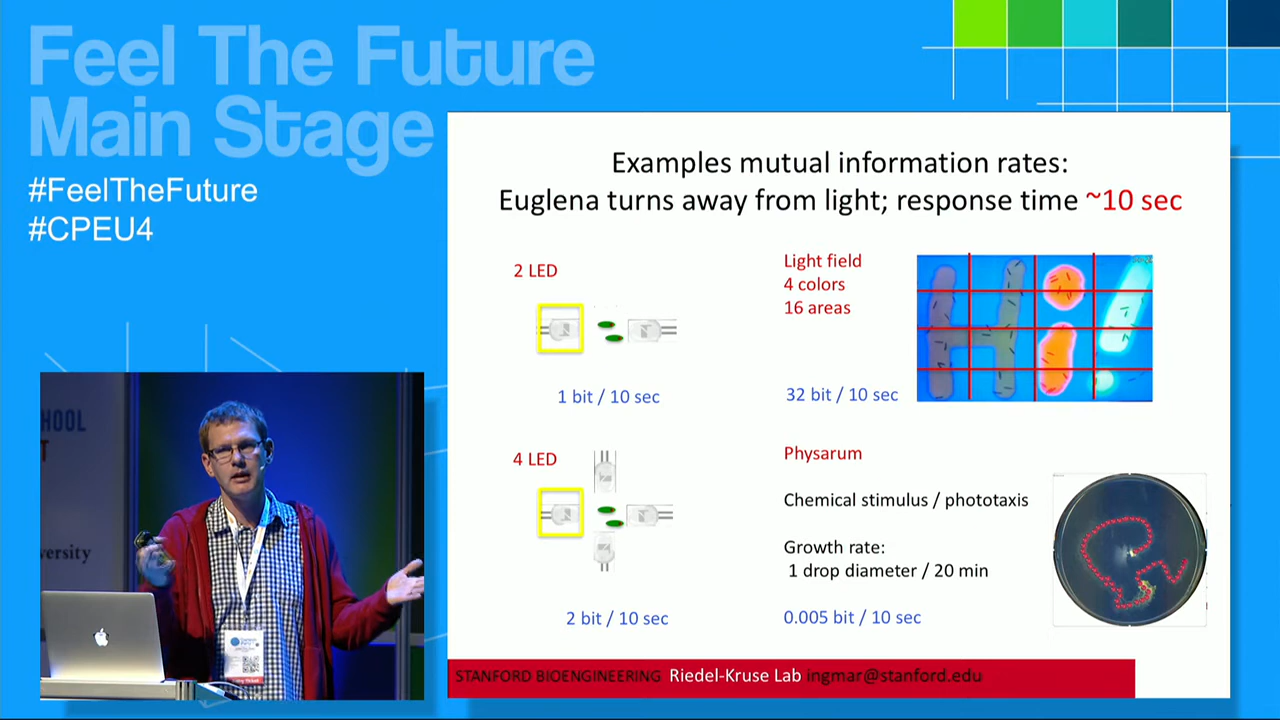 Feel The Future
Main Stage
#FeelTheFuture
#CPEU4
Examples mutual information rates:
Euglena turns away from light; response time ~10 sec
2 LED
1 bit / 10 sec
Light field
4 colors
16 areas
32 bit / 10 sec
4 LED
2 bit / 10 sec
Physarum
Chemical stimulus / phototaxis
Growth rate:
1 drop diameter / 20 min
0.005 bit / 10 sec
STANFORD BIOENGINEERING Riedel-Kruse Lab ingmar@stanford.edu